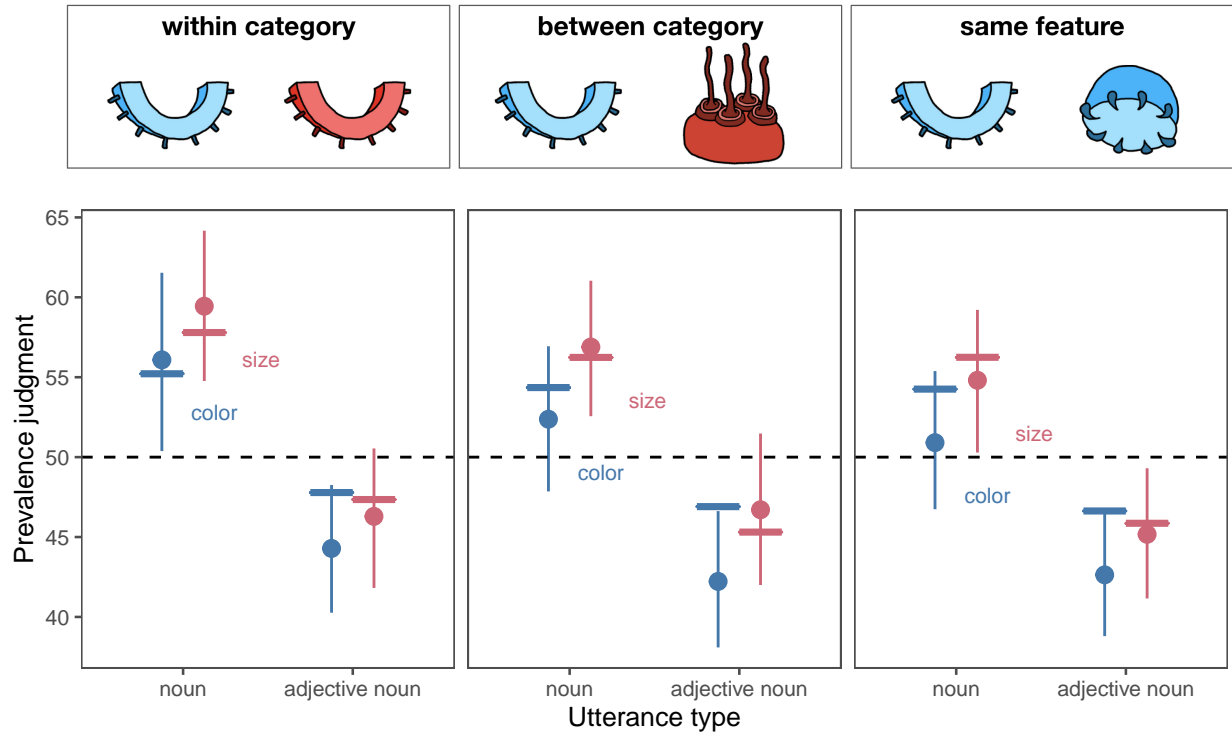 within category
between category
same feature
Prevalence judgment
65
60
55
50
45
40
size
color
size
color
size
color
noun
adjective noun
noun
adjective noun
noun
adjective noun
Utterance type